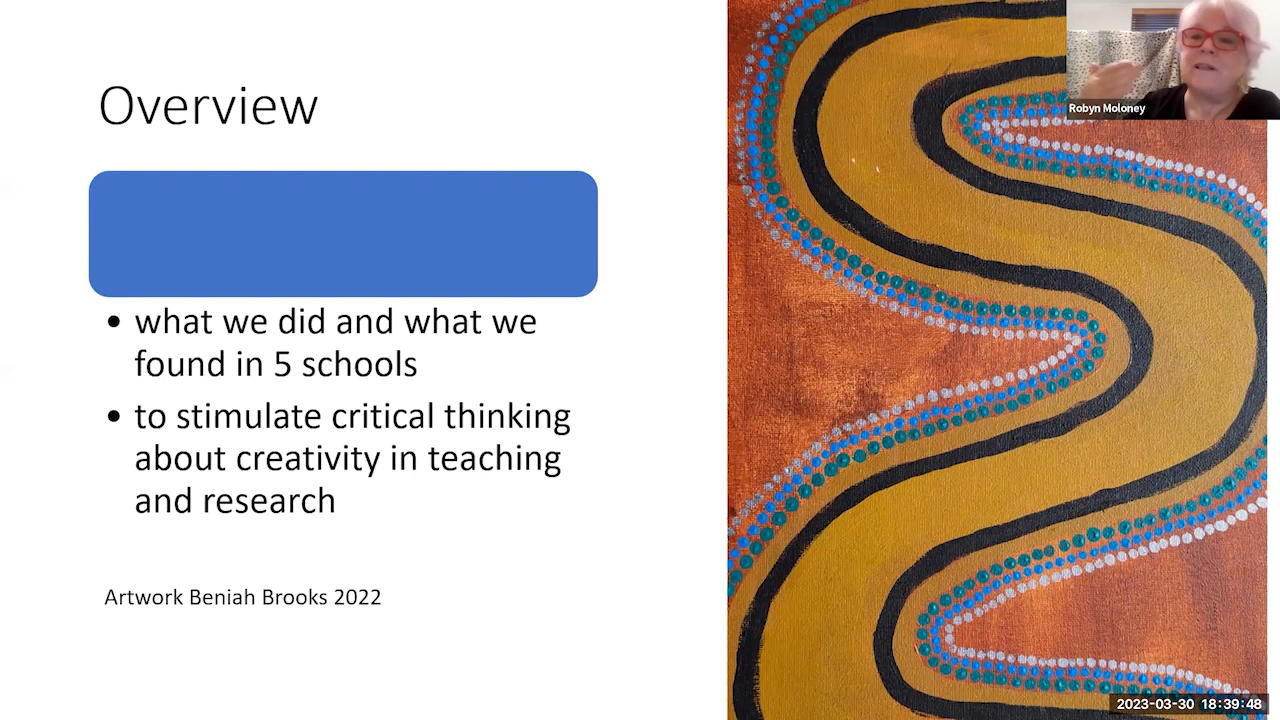 Overview
• what we did and what we
found in 5 schools
• to stimulate critical thinking
about creativity in teaching
and research
Artwork Beniah Brooks 2022
Robyn Moloney
2023-03-30 18:39:48